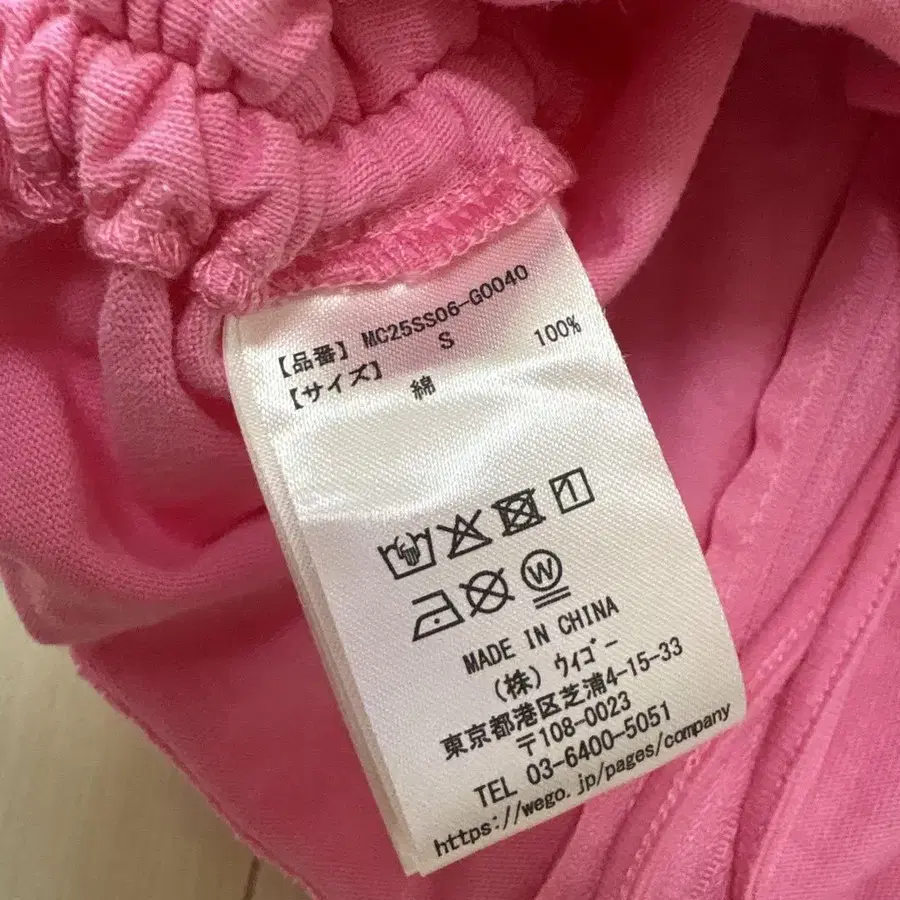 【品番】 MC25SS06-G0040
【サイズ】 S
綿 100%
W
MADE IN CHINA
(株) ウィゴー
東京都港区芝浦4-15-33
〒108-0023
TEL 03-6400-5051
https://wego.jp/pages/company